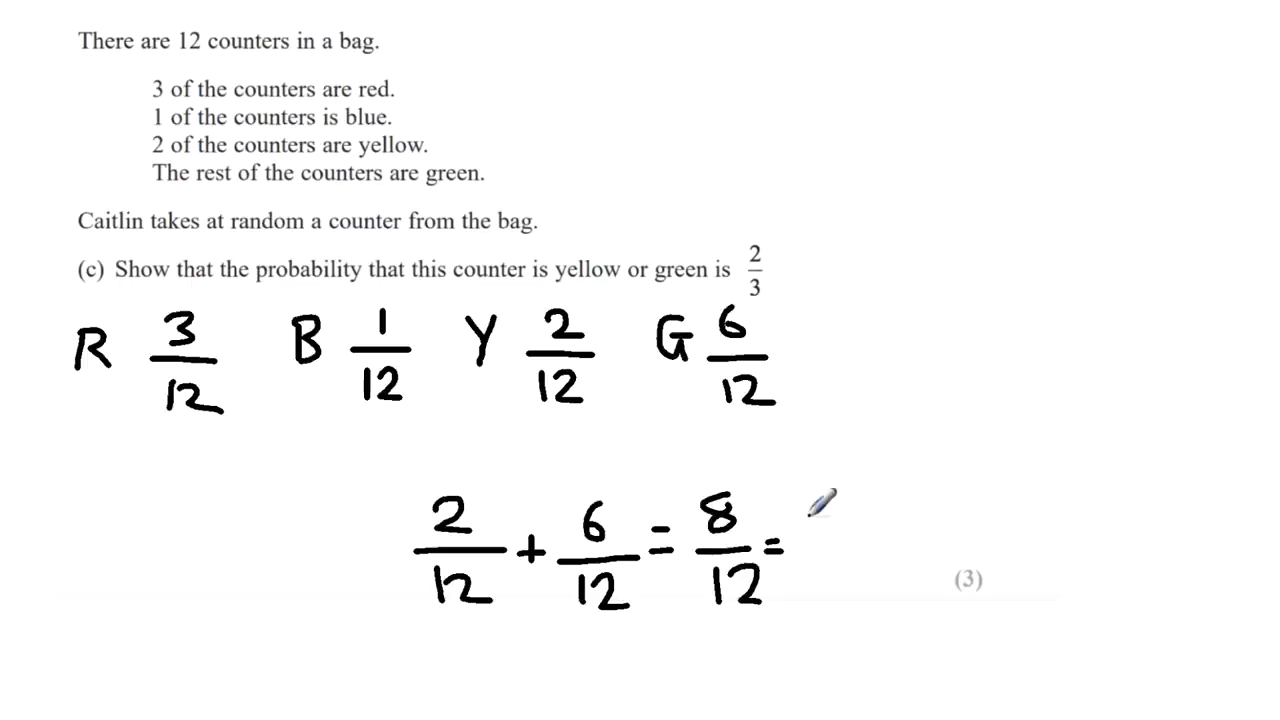 There are 12 counters in a bag.
3 of the counters are red.
1 of the counters is blue.
2 of the counters are yellow.
The rest of the counters are green.
Caitlin takes at random a counter from the bag.
(c) Show that the probability that this counter is yellow or green is 2/3
R 3/12 B 1/12 Y 2/12 G 6/12
2/12 + 6/12 = 8/12 =
(3)